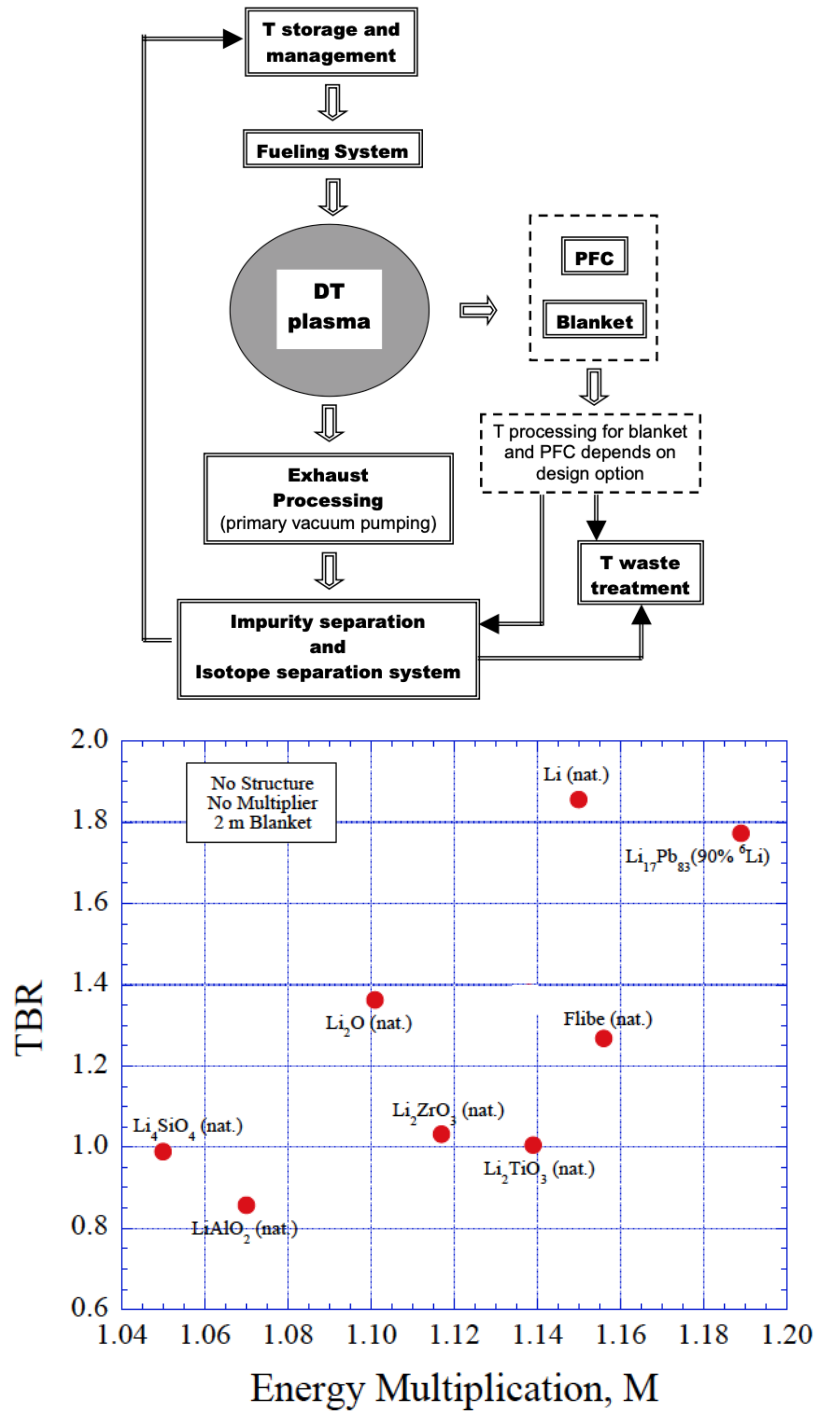 T storage and
management
Fueling System
DT
plasma
PFC
Blanket
T processing for blanket
and PFC depends on
design option
Exhaust
Processing
(primary vacuum pumping)
T waste
treatment
Impurity separation
and
Isotope separation system
2.0
1.8
1.6
1.4
1.2
1.0
0.8
0.6
TBR
No Structure
No Multiplier
2 m Blanket
Li (nat.)
Li₁₇Pb₈₃(90% ⁶Li)
Li₂O (nat.)
Flibe (nat.)
Li₂ZrO₃ (nat.)
Li₄SiO₄ (nat.)
Li₂TiO₃ (nat.)
LiAlO₂ (nat.)
1.04 1.06 1.08 1.10 1.12 1.14 1.16 1.18 1.20
Energy Multiplication, M